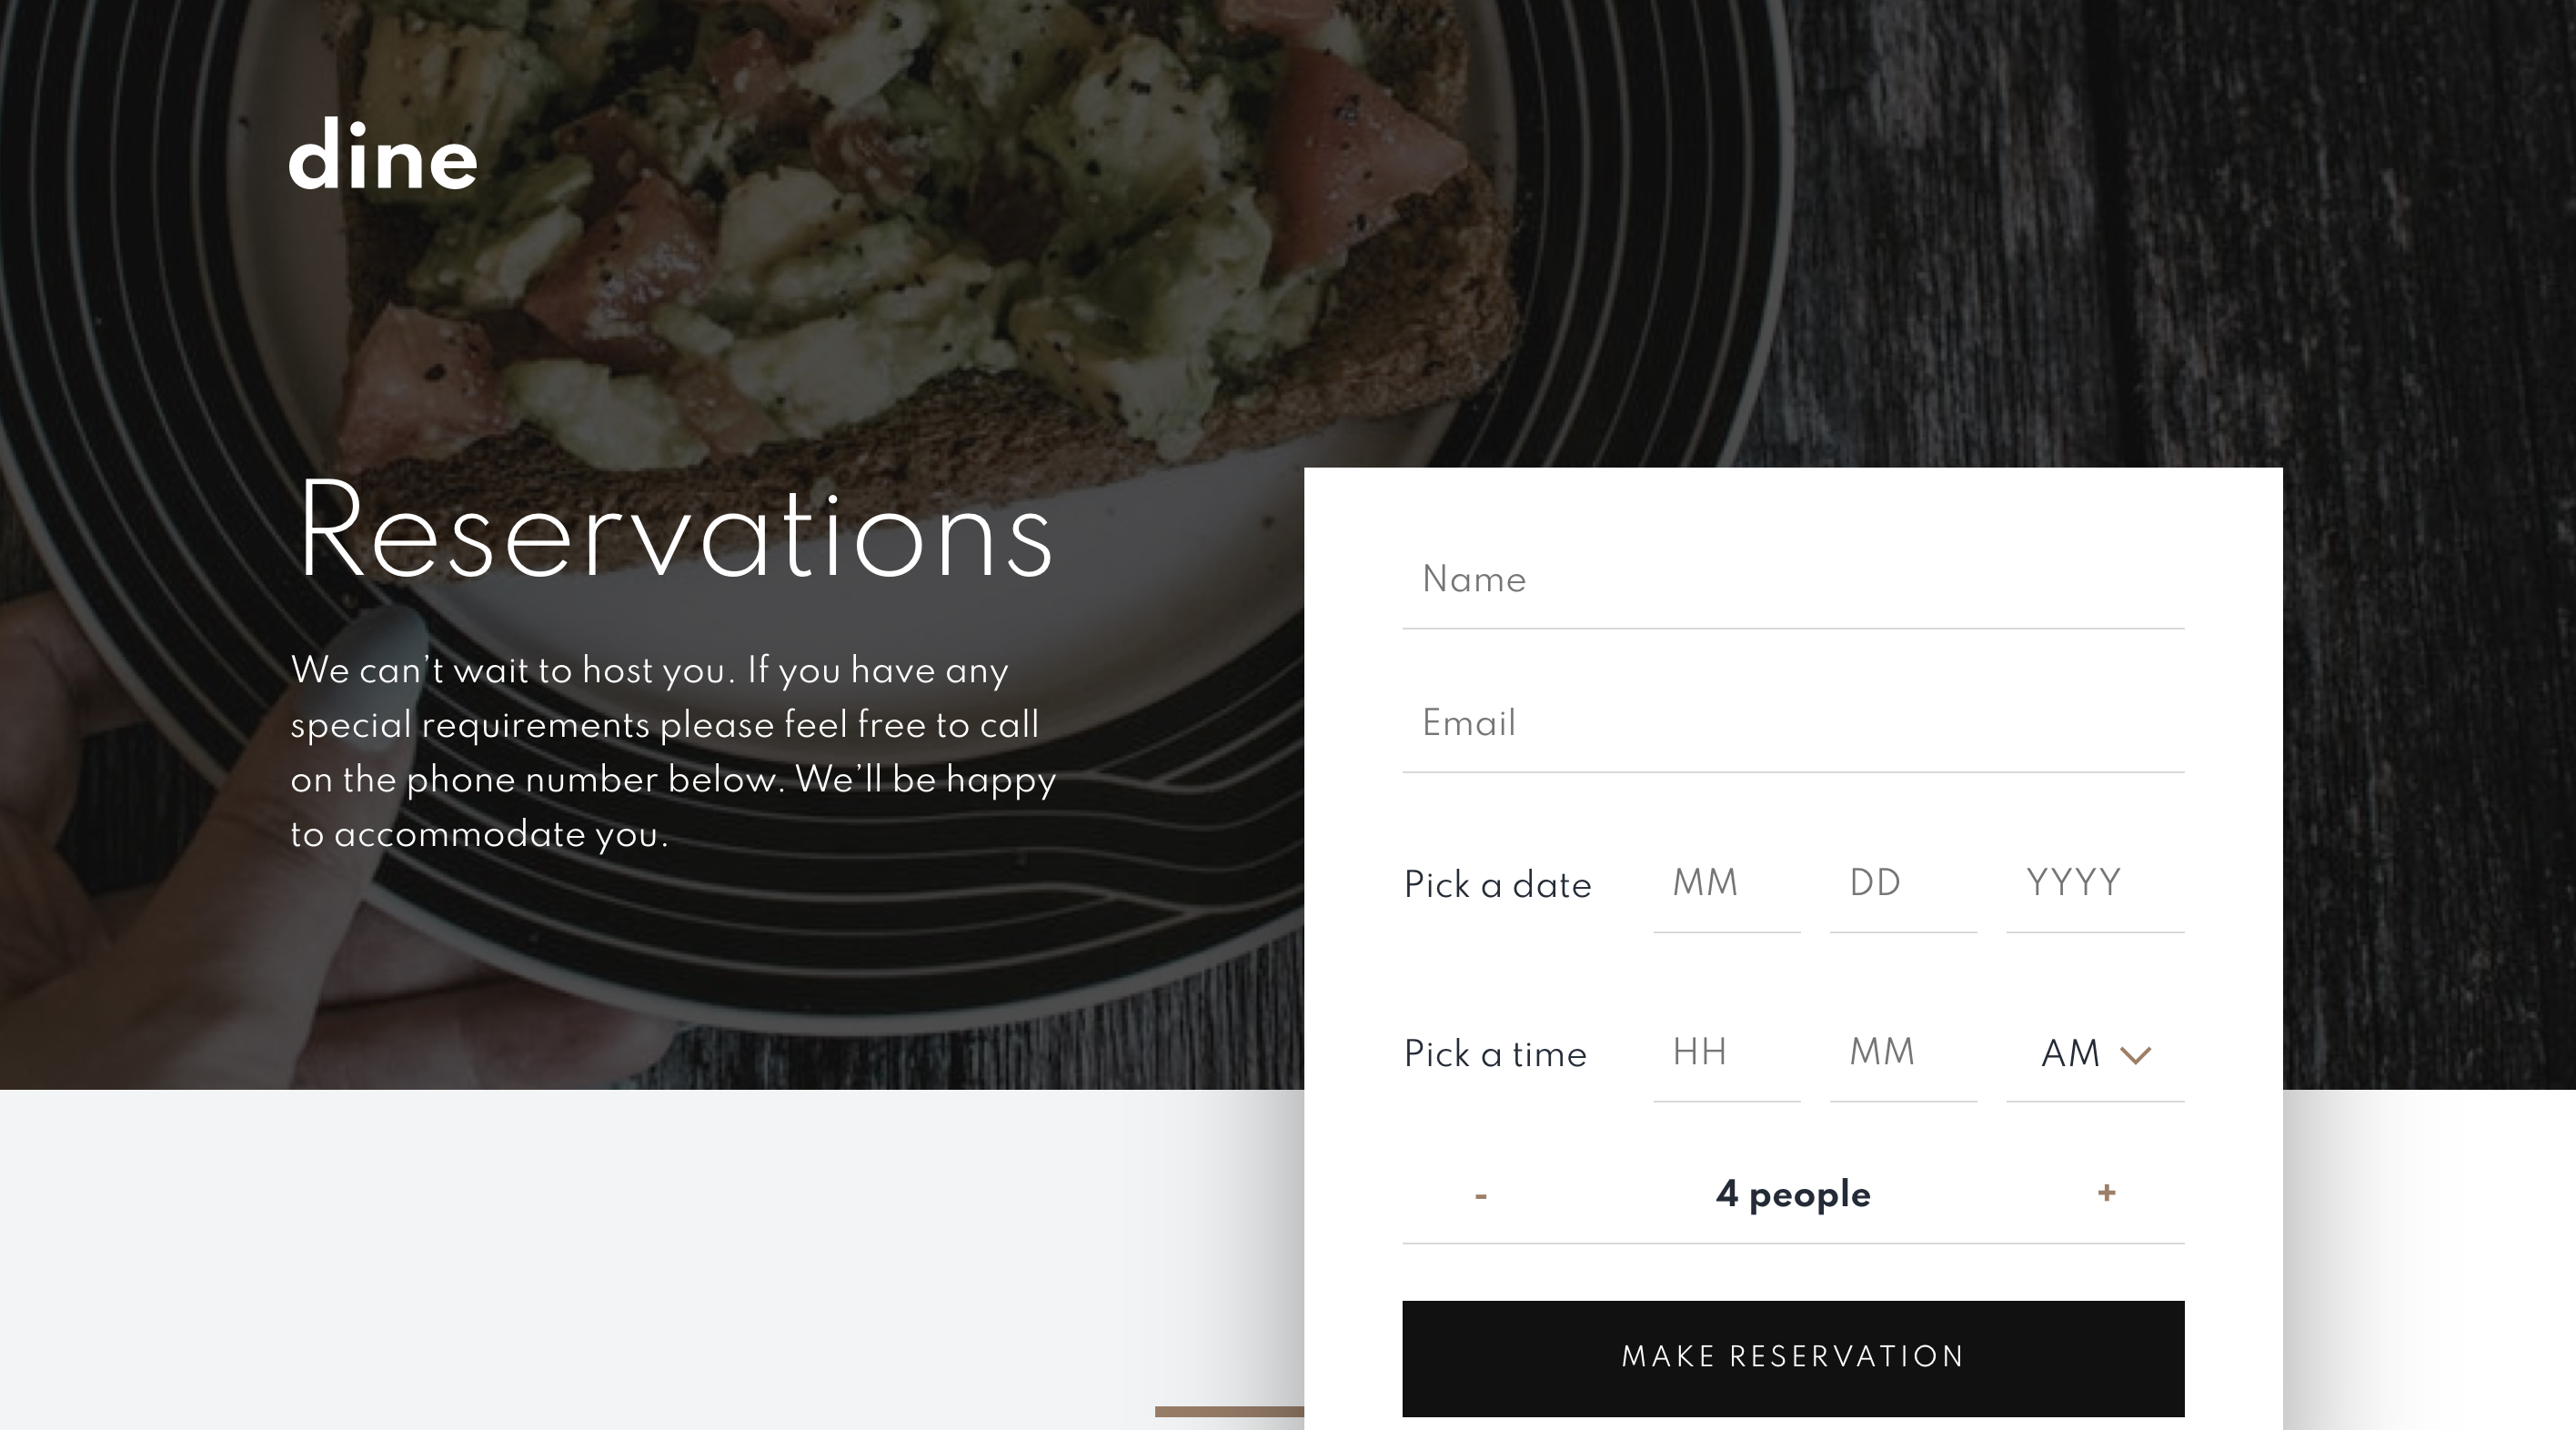 dine
Reservations
We can’t wait to host you. If you have any
special requirements please feel free to call
on the phone number below. We’ll be happy
to accommodate you.
Name
Email
Pick a date MM DD YYYY
Pick a time HH MM AM
- 4 people +
MAKE RESERVATION